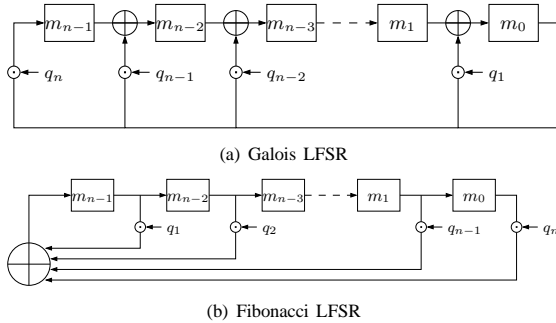 m_{n-1} m_{n-2} m_{n-3} m_1 m_0
q_n q_{n-1} q_{n-2} q_1
(a) Galois LFSR
m_{n-1} m_{n-2} m_{n-3} m_1 m_0
q_1 q_2 q_{n-1} q_n
(b) Fibonacci LFSR